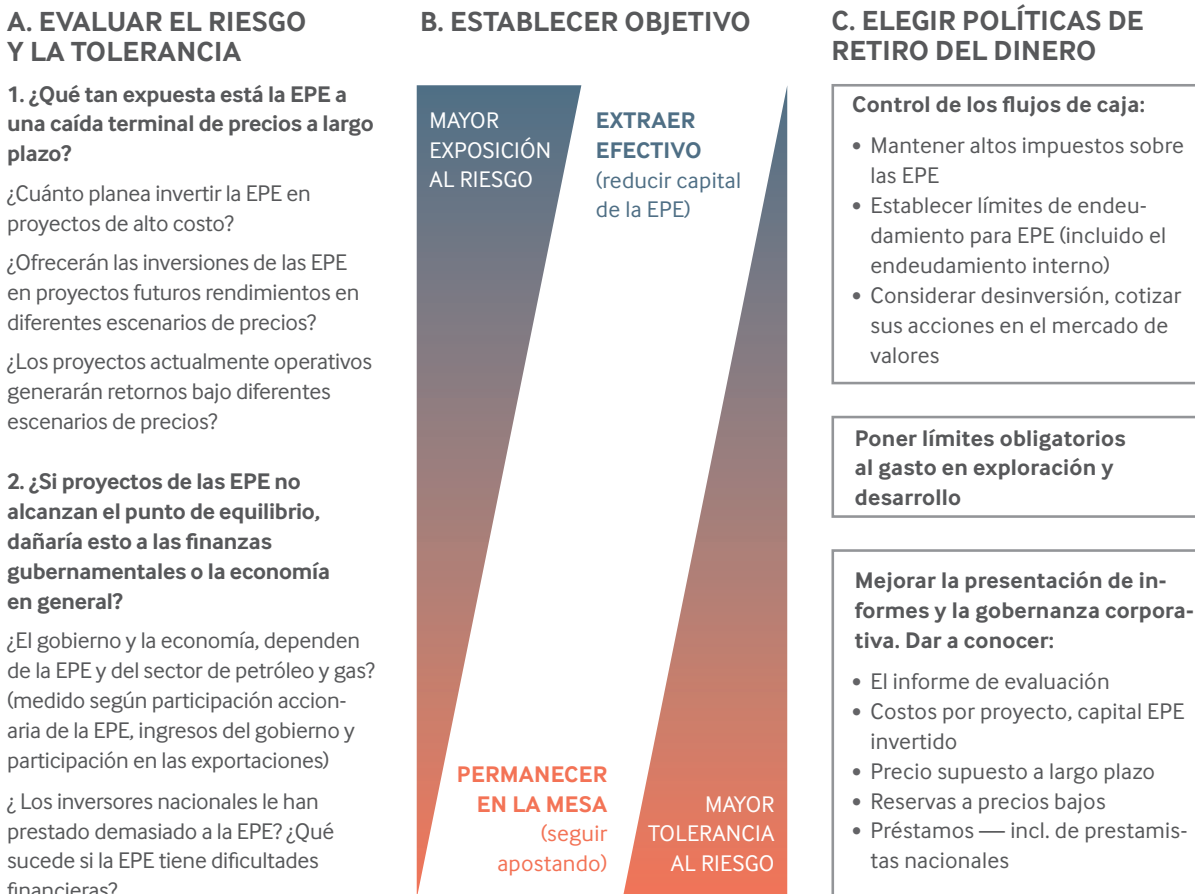 A. EVALUAR EL RIESGO
Y LA TOLERANCIA
1. ¿Qué tan expuesta está la EPE a
una caída terminal de precios a largo
plazo?
¿Cuánto planea invertir la EPE en
proyectos de alto costo?
¿Ofrecerán las inversiones de las EPE
en proyectos futuros rendimientos en
diferentes escenarios de precios?
¿Los proyectos actualmente operativos
generarán retornos bajo diferentes
escenarios de precios?
2. ¿Si proyectos de las EPE no
alcanzan el punto de equilibrio,
dañaría esto a las finanzas
gubernamentales o la economía
en general?
¿El gobierno y la economía, dependen
de la EPE y del sector de petróleo y gas?
(medido según participación accion-
aria de la EPE, ingresos del gobierno y
participación en las exportaciones)
¿ Los inversores nacionales le han
prestado demasiado a la EPE? ¿Qué
sucede si la EPE tiene dificultades
financieras?
B. ESTABLECER OBJETIVO
MAYOR
EXPOSICIÓN
AL RIESGO
EXTRAER
EFECTIVO
(reducir capital
de la EPE)
PERMANECER
EN LA MESA
(seguir
apostando)
MAYOR
TOLERANCIA
AL RIESGO
C. ELEGIR POLÍTICAS DE
RETIRO DEL DINERO
Control de los flujos de caja:
• Mantener altos impuestos sobre
las EPE
• Establecer límites de endeu-
damiento para EPE (incluido el
endeudamiento interno)
• Considerar desinversión, cotizar
sus acciones en el mercado de
valores
Poner límites obligatorios
al gasto en exploración y
desarrollo
Mejorar la presentación de in-
formes y la gobernanza corpora-
tiva. Dar a conocer:
• El informe de evaluación
• Costos por proyecto, capital EPE
invertido
• Precio supuesto a largo plazo
• Reservas a precios bajos
• Préstamos — incl. de prestamis-
tas nacionales